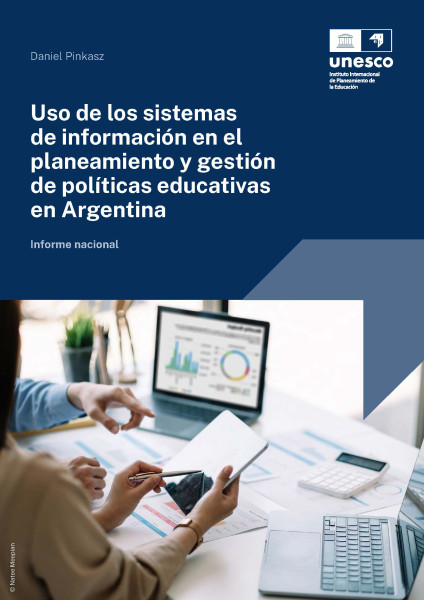 Daniel Pinkasz
unesco
Instituto Internacional
de Planeamiento de
la Educación
Uso de los sistemas
de información en el
planeamiento y gestión
de políticas educativas
en Argentina
Informe nacional